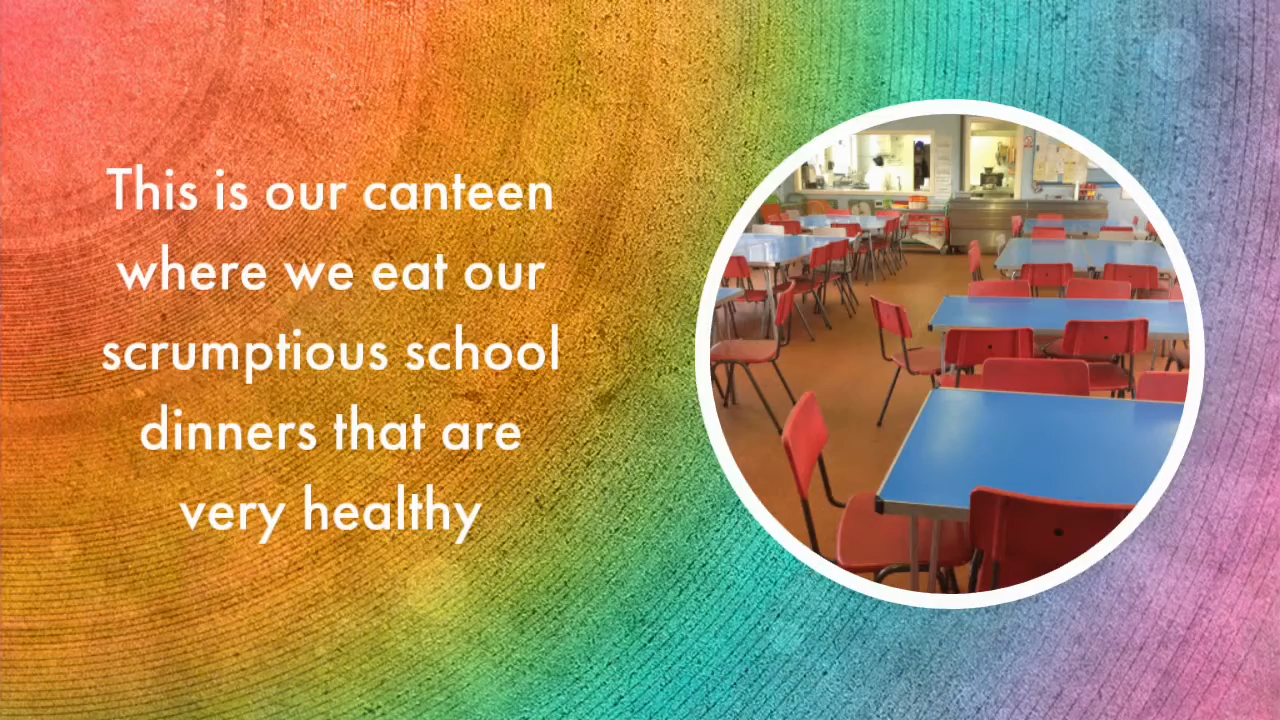 This is our canteen
where we eat our
scrumptious school
dinners that are
very healthy